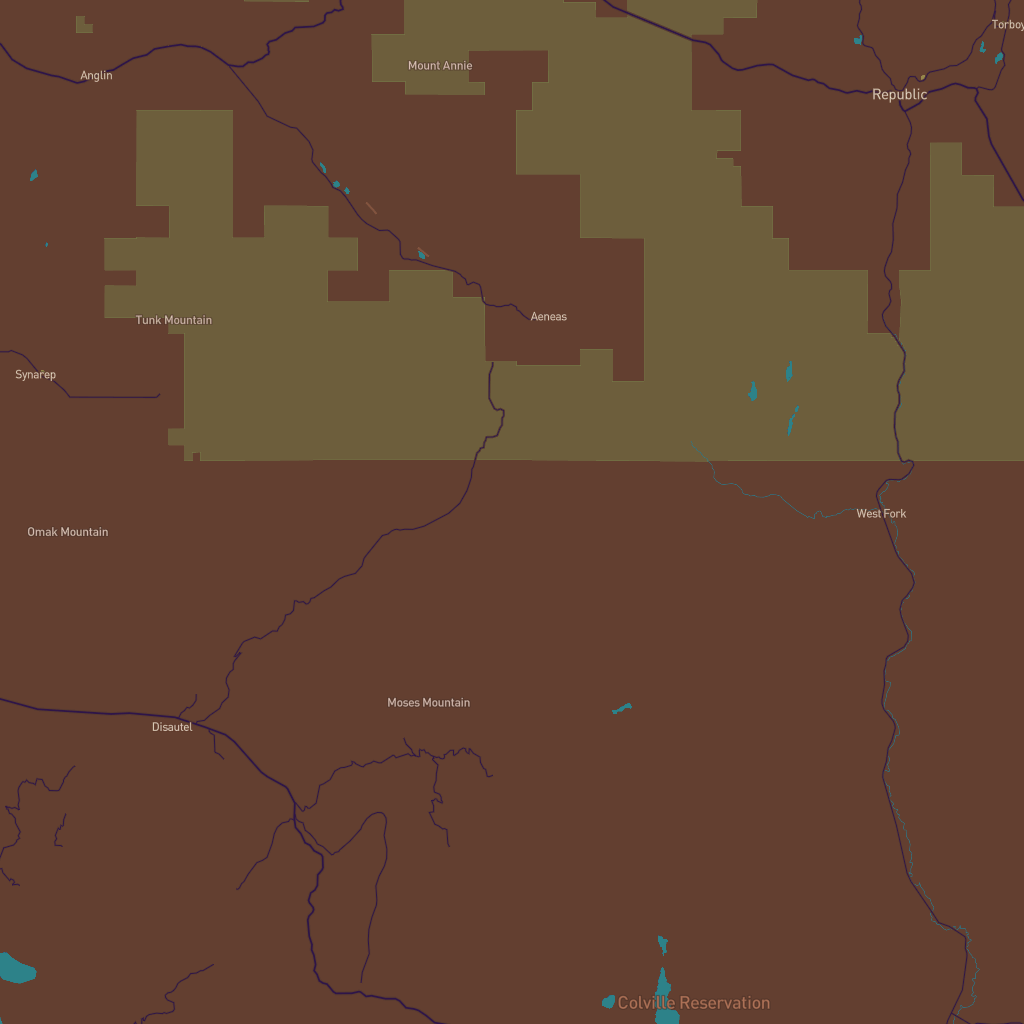 Torboy
Mount Annie
Anglin
Republic
Aeneas
Tunk Mountain
Synarep
West Fork
Omak Mountain
Moses Mountain
Disautel
Colville Reservation